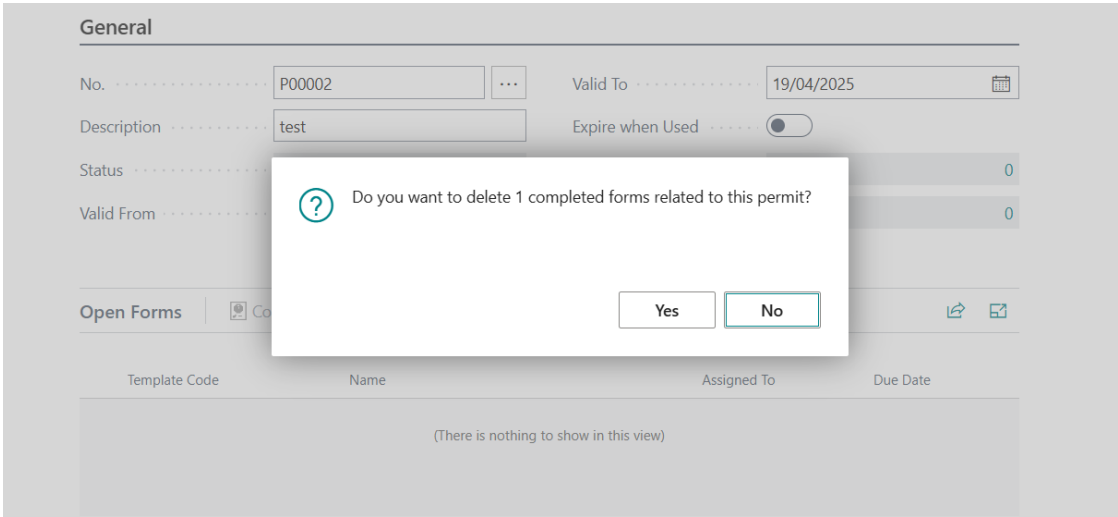 General
No.
P00002
Valid To
19/04/2025
Description
test
Expire when Used
Status
0
Valid From
0
Do you want to delete 1 completed forms related to this permit?
Yes
No
Open Forms
Co
Template Code
Name
Assigned To
Due Date
(There is nothing to show in this view)